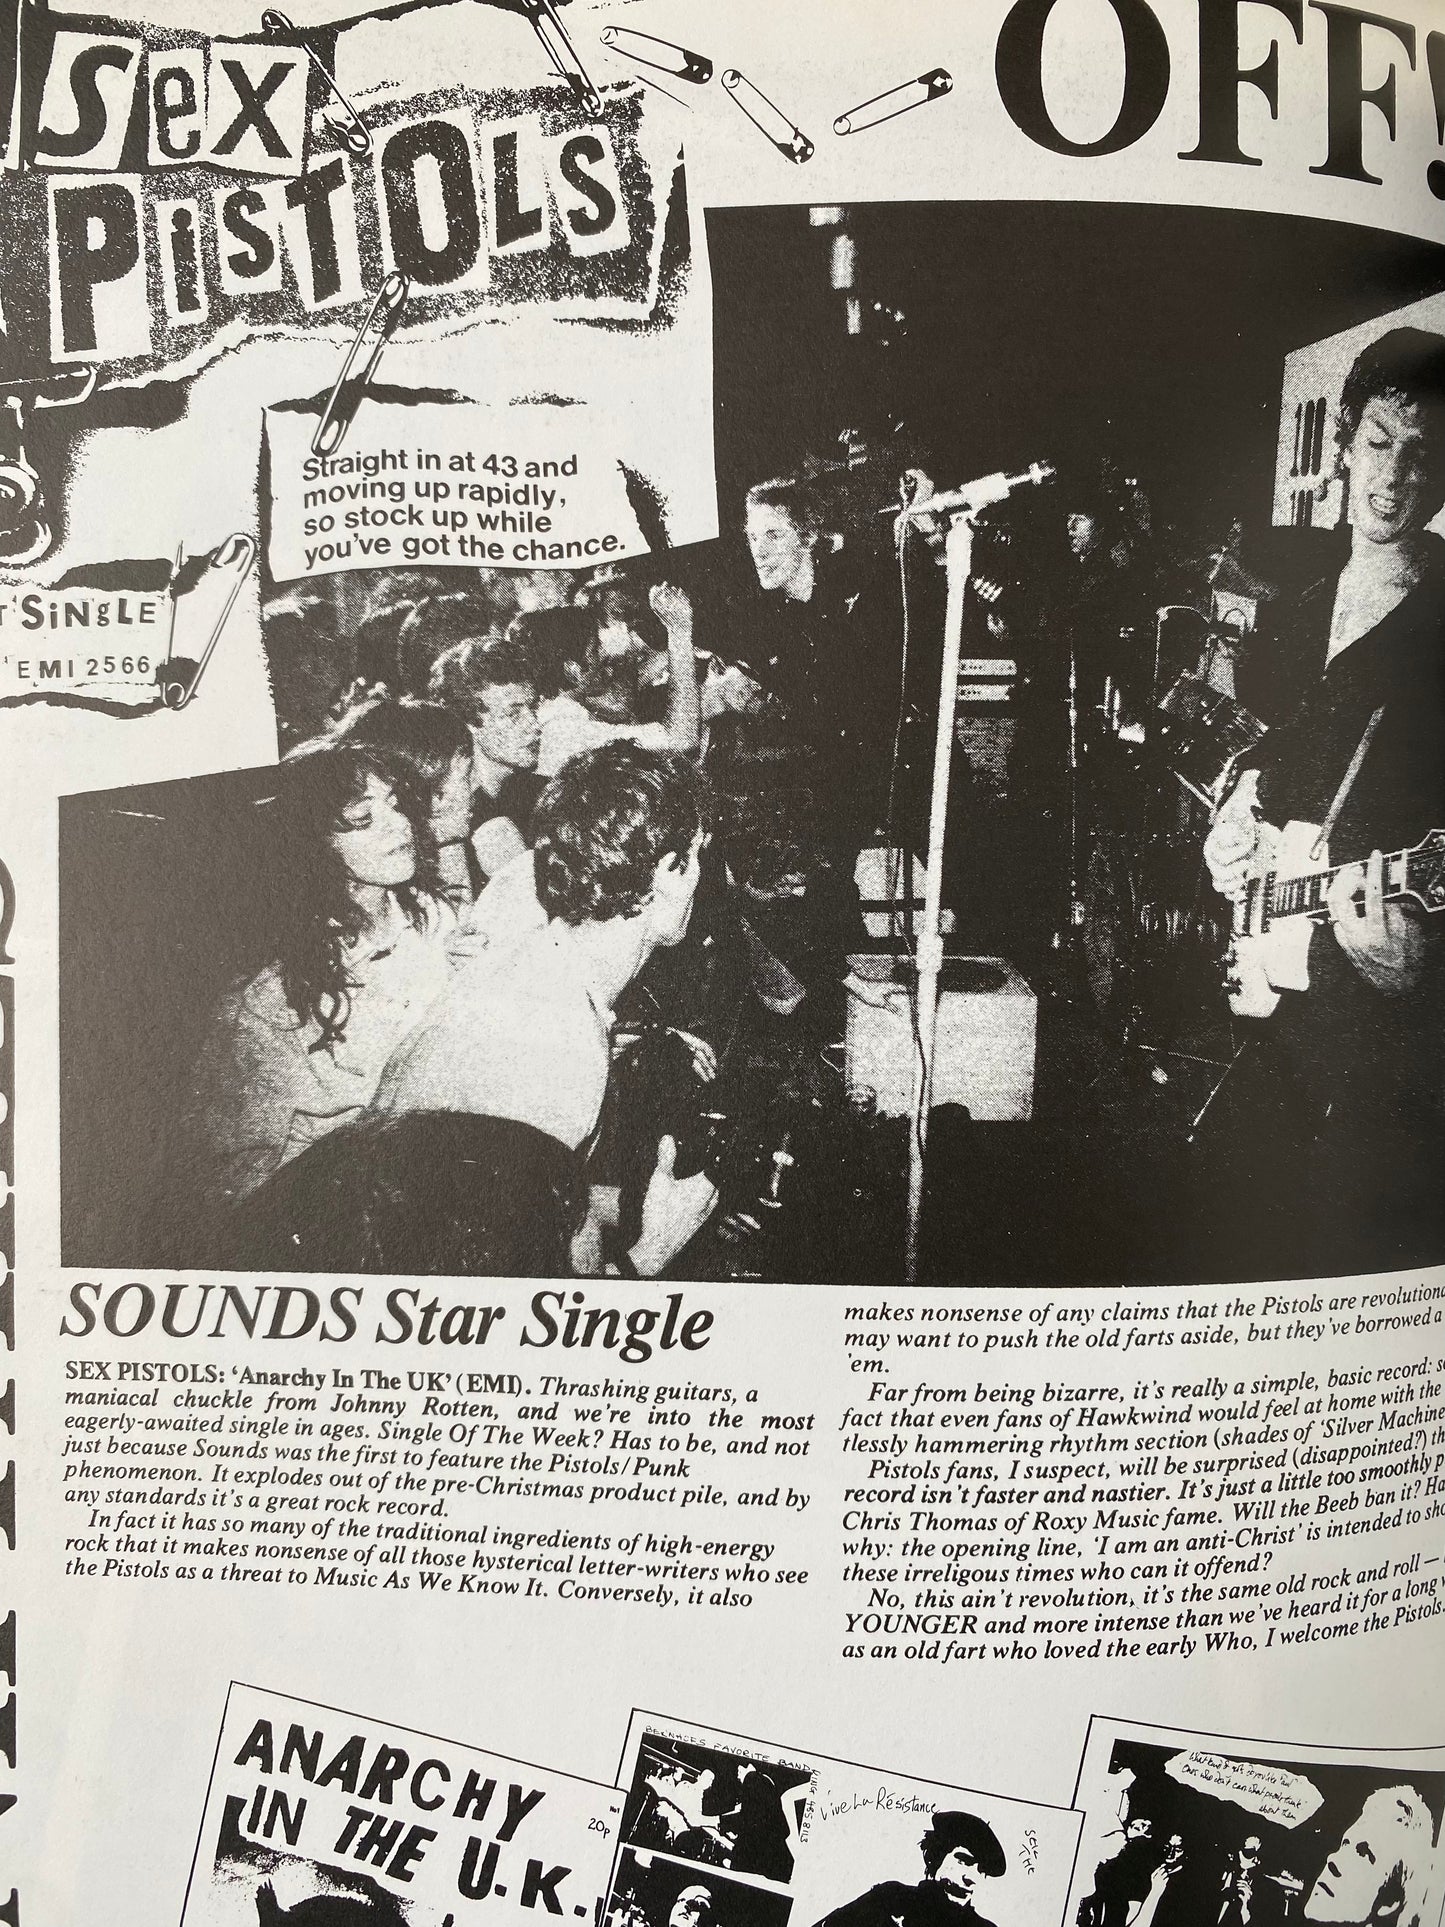 OFF!
Sex
PiSTOLS
Straight in at 43 and
moving up rapidly,
so stock up while
you've got the chance.
SiNgLE
EMI 2566
SOUNDS Star Single
SEX PISTOLS: 'Anarchy In The UK' (EMI). Thrashing guitars, a
maniacal chuckle from Johnny Rotten, and we're into the most
eagerly-awaited single in ages. Single Of The Week? Has to be, and not
just because Sounds was the first to feature the Pistols/Punk
phenomenon. It explodes out of the pre-Christmas product pile, and by
any standards it's a great rock record.
In fact it has so many of the traditional ingredients of high-energy
rock that it makes nonsense of all those hysterical letter-writers who see
the Pistols as a threat to Music As We Know It. Conversely, it also
makes nonsense of any claims that the Pistols are
may want to push the old farts aside, but they've borrowed a
'em.
Far from being bizarre, it's really a simple, basic record:
fact that even fans of Hawkwind would feel at home with the
tlessly hammering rhythm section (shades of 'Silver Machine
Pistols fans, I suspect, will be surprised (disappointed?)
record isn't faster and nastier. It's just a little too smoothly
Chris Thomas of Roxy Music fame. Will the Beeb ban it?
why: the opening line, 'I am an anti-Christ' is intended to
these irreligous times who can it offend?
No, this ain't revolution, it's the same old rock and roll —
YOUNGER and more intense than we've heard it for a long
as an old fart who loved the early Who, I welcome the Pistols.
ANARCHY
IN THE U.K.
No1
20p
BERNARDS FAVORITE BAND
Vive La Résistance